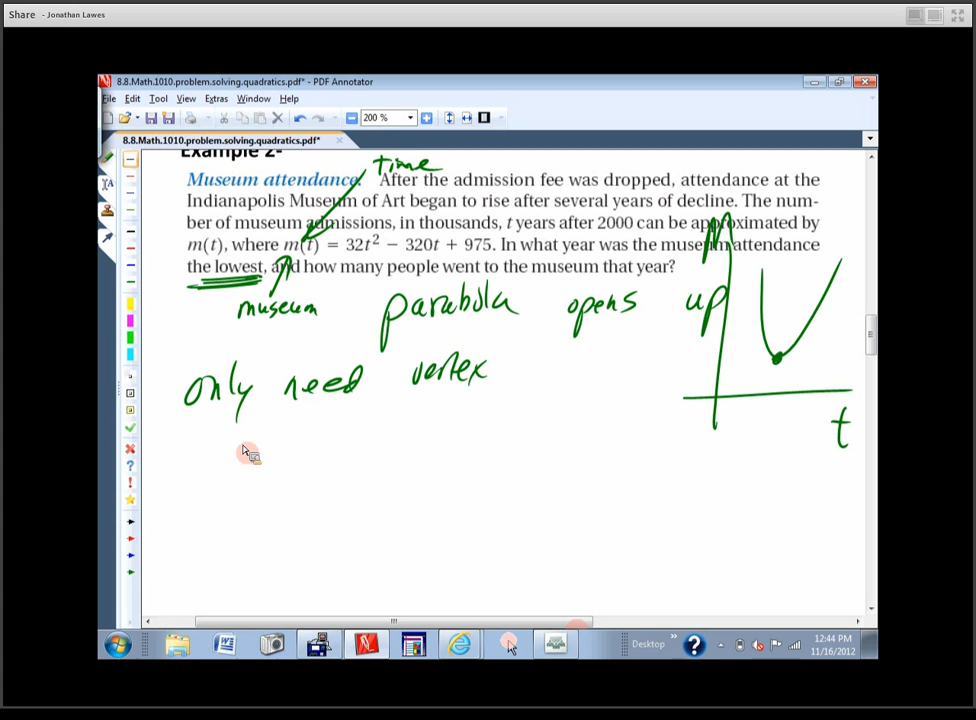 Share - Jonathan Lawes
8.8.Math.1010.problem.solving.quadratics.pdf* - PDF Annotator
File Edit Tool View Extras Window Help
200 %
8.8.Math.1010.problem.solving.quadratics.pdf*
Example 2-
time
Museum attendance. After the admission fee was dropped, attendance at the
Indianapolis Museum of Art began to rise after several years of decline. The num-
ber of museum admissions, in thousands, t years after 2000 can be approximated by
m(t), where m(t) = 32t² − 320t + 975. In what year was the museum attendance
the lowest, and how many people went to the museum that year?
museum parabola opens up m
only need vertex
t
Desktop
12:44 PM
11/16/2012